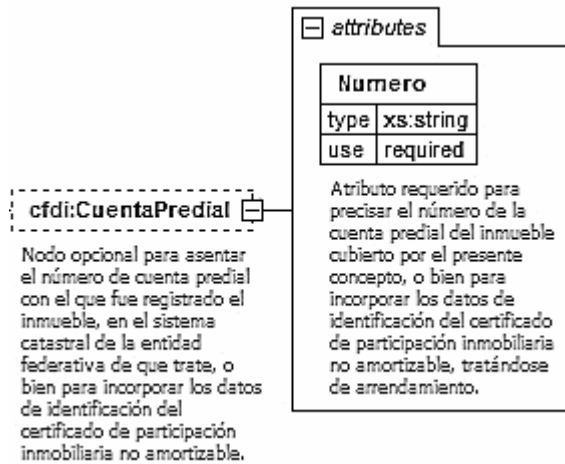 attributes
Numero
type xs:string
use required
Atributo requerido para
precisar el número de la
cuenta predial del inmueble
cubierto por el presente
concepto, o bien para
incorporar los datos de
identificación del certificado
de participación inmobiliaria
no amortizable, tratándose
de arrendamiento.
cfdi:CuentaPredial
Nodo opcional para asentar
el número de cuenta predial
con el que fue registrado el
inmueble, en el sistema
catastral de la entidad
federativa de que trate, o
bien para incorporar los datos
de identificación del
certificado de participación
inmobiliaria no amortizable.